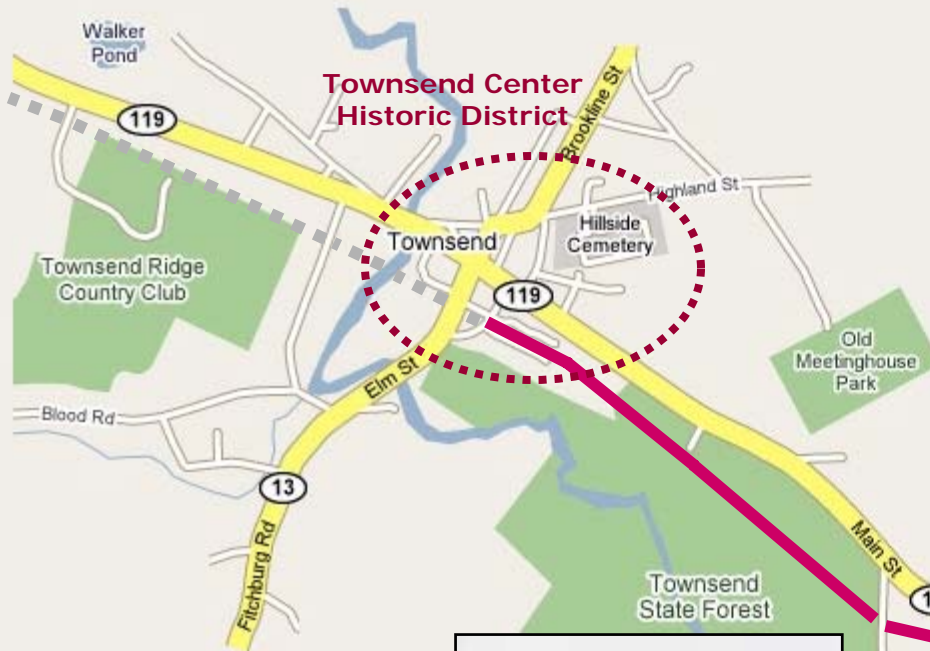 Walker
Pond
Townsend Center
Historic District
119
Brookline St
Highland St
Hillside
Cemetery
Townsend
Townsend Ridge
Country Club
119
Old
Meetinghouse
Park
Elm St
Blood Rd
13
Fitchburg Rd
Main St
Townsend
State Forest
1